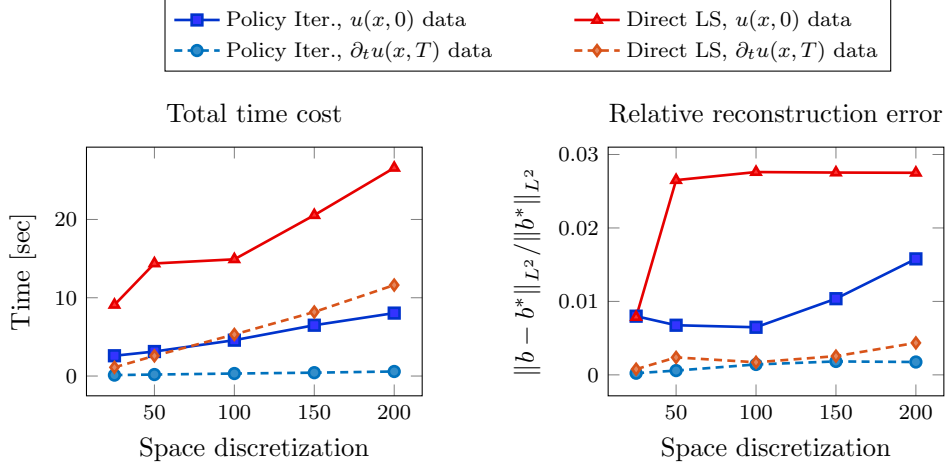 Policy Iter., u(x, 0) data
Direct LS, u(x, 0) data
Policy Iter., ∂ₜu(x, T) data
Direct LS, ∂ₜu(x, T) data
Total time cost
Time [sec]
20
10
0
50
100
150
200
Space discretization
Relative reconstruction error
||b − b*||_{L²}/||b*||_{L²}
0.03
0.02
0.01
0
50
100
150
200
Space discretization